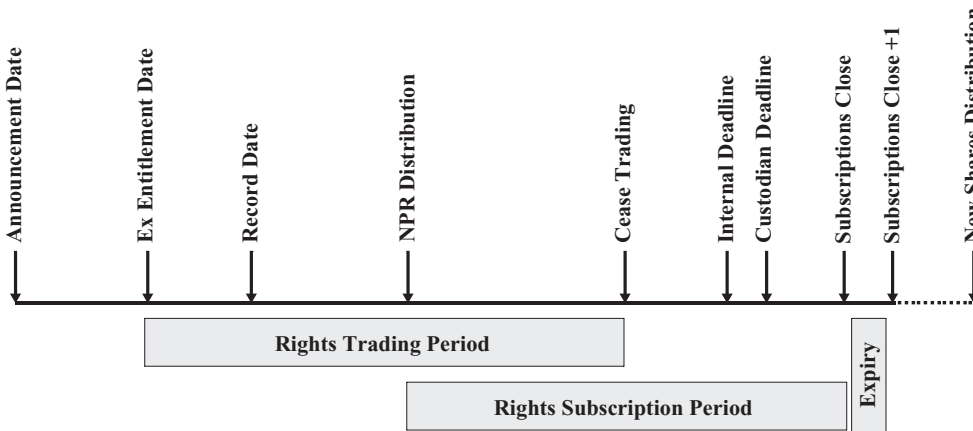 Announcement Date
Ex Entitlement Date
Record Date
NPR Distribution
Cease Trading
Internal Deadline
Custodian Deadline
Subscriptions Close
Subscriptions Close +1
New Shares Distribution
Rights Trading Period
Rights Subscription Period
Expiry